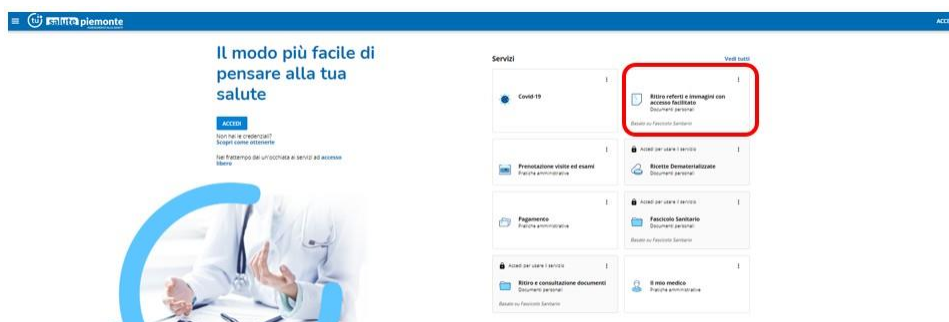 tu salute piemonte
ACCE
Il modo più facile di
pensare alla tua
salute
ACCEDI
Non hai le credenziali?
Scopri come ottenerle
Nel frattempo dai un'occhiata ai servizi ad accesso
libero
Servizi
Vedi tutti
Covid-19
Ritiro referti e immagini con
accesso facilitato
Documenti personali
Basato su Fascicolo Sanitario
Prenotazione visite ed esami
Pratiche amministrative
Accedi per usare il servizio
Ricette Dematerializzate
Documenti personali
Pagamento
Pratiche amministrative
Accedi per usare il servizio
Fascicolo Sanitario
Documenti personali
Basato su Fascicolo Sanitario
Accedi per usare il servizio
Ritiro e consultazione documenti
Documenti personali
Basato su Fascicolo Sanitario
Il mio medico
Pratiche amministrative